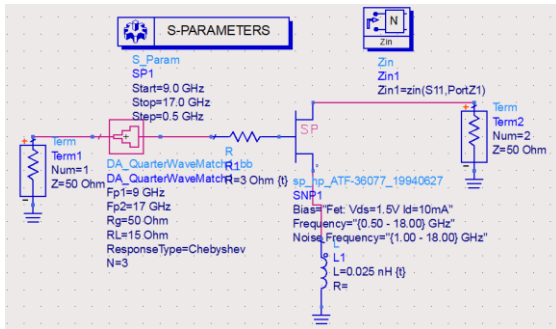 S-PARAMETERS
N
Zin
S_Param
SP1
Start=9.0 GHz
Stop=17.0 GHz
Step=0.5 GHz
Zin
Zin1
Zin1=zin(S11,PortZ1)
SP
Term
Term1
Num=1
Z=50 Ohm
DA_QuarterWaveMatch
bb
DA_QuarterWaveMatch
Fp1=9 GHz
Fp2=17 GHz
Rg=50 Ohm
RL=15 Ohm
ResponseType=Chebyshev
N=3
R
R1
R=3 Ohm {t}
sp_hp_ATF-36077_19940627
SNP1
Bias="Fet: Vds=1.5V Id=10mA"
Frequency="{0.50 - 18.00} GHz"
Noise Frequency="{1.00 - 18.00} GHz"
L
L1
L=0.025 nH {t}
R=
Term
Term2
Num=2
Z=50 Ohm